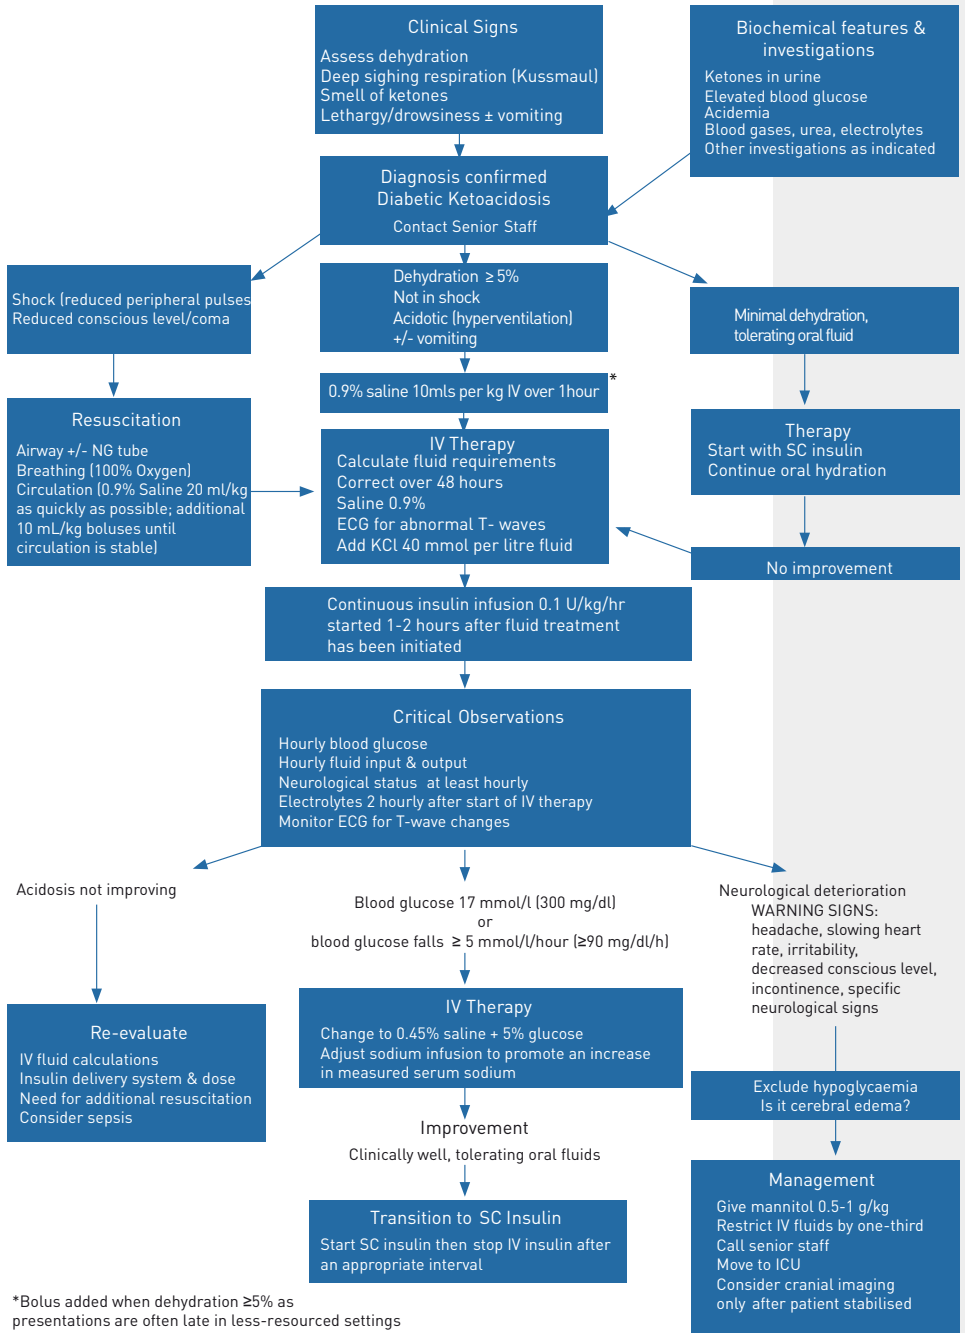 Clinical Signs
Assess dehydration
Deep sighing respiration (Kussmaul)
Smell of ketones
Lethargy/drowsiness ± vomiting
Biochemical features &
investigations
Ketones in urine
Elevated blood glucose
Acidemia
Blood gases, urea, electrolytes
Other investigations as indicated
Diagnosis confirmed
Diabetic Ketoacidosis
Contact Senior Staff
Shock (reduced peripheral pulses
Reduced conscious level/coma
Dehydration ≥ 5%
Not in shock
Acidotic (hyperventilation)
+/- vomiting
Minimal dehydration,
tolerating oral fluid
0.9% saline 10mls per kg IV over 1hour *
Resuscitation
Airway +/- NG tube
Breathing (100% Oxygen)
Circulation (0.9% Saline 20 ml/kg
as quickly as possible; additional
10 mL/kg boluses until
circulation is stable)
IV Therapy
Calculate fluid requirements
Correct over 48 hours
Saline 0.9%
ECG for abnormal T- waves
Add KCl 40 mmol per litre fluid
Therapy
Start with SC insulin
Continue oral hydration
No improvement
Continuous insulin infusion 0.1 U/kg/hr
started 1-2 hours after fluid treatment
has been initiated
Critical Observations
Hourly blood glucose
Hourly fluid input & output
Neurological status at least hourly
Electrolytes 2 hourly after start of IV therapy
Monitor ECG for T-wave changes
Acidosis not improving
Blood glucose 17 mmol/l (300 mg/dl)
or
blood glucose falls ≥ 5 mmol/l/hour (≥90 mg/dl/h)
Neurological deterioration
WARNING SIGNS:
headache, slowing heart
rate, irritability,
decreased conscious level,
incontinence, specific
neurological signs
Re-evaluate
IV fluid calculations
Insulin delivery system & dose
Need for additional resuscitation
Consider sepsis
IV Therapy
Change to 0.45% saline + 5% glucose
Adjust sodium infusion to promote an increase
in measured serum sodium
Exclude hypoglycaemia
Is it cerebral edema?
Improvement
Clinically well, tolerating oral fluids
Transition to SC Insulin
Start SC insulin then stop IV insulin after
an appropriate interval
Management
Give mannitol 0.5-1 g/kg
Restrict IV fluids by one-third
Call senior staff
Move to ICU
Consider cranial imaging
only after patient stabilised
*Bolus added when dehydration ≥5% as
presentations are often late in less-resourced settings